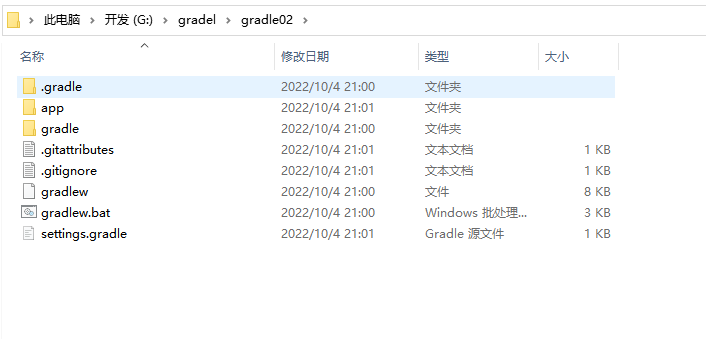 此电脑 › 开发 (G:) › gradel › gradle02 ›
名称 修改日期 类型 大小
.gradle 2022/10/4 21:00 文件夹
app 2022/10/4 21:01 文件夹
gradle 2022/10/4 21:00 文件夹
.gitattributes 2022/10/4 21:01 文本文档 1 KB
.gitignore 2022/10/4 21:01 文本文档 1 KB
gradlew 2022/10/4 21:00 文件 8 KB
gradlew.bat 2022/10/4 21:00 Windows 批处理... 3 KB
settings.gradle 2022/10/4 21:01 Gradle 源文件 1 KB